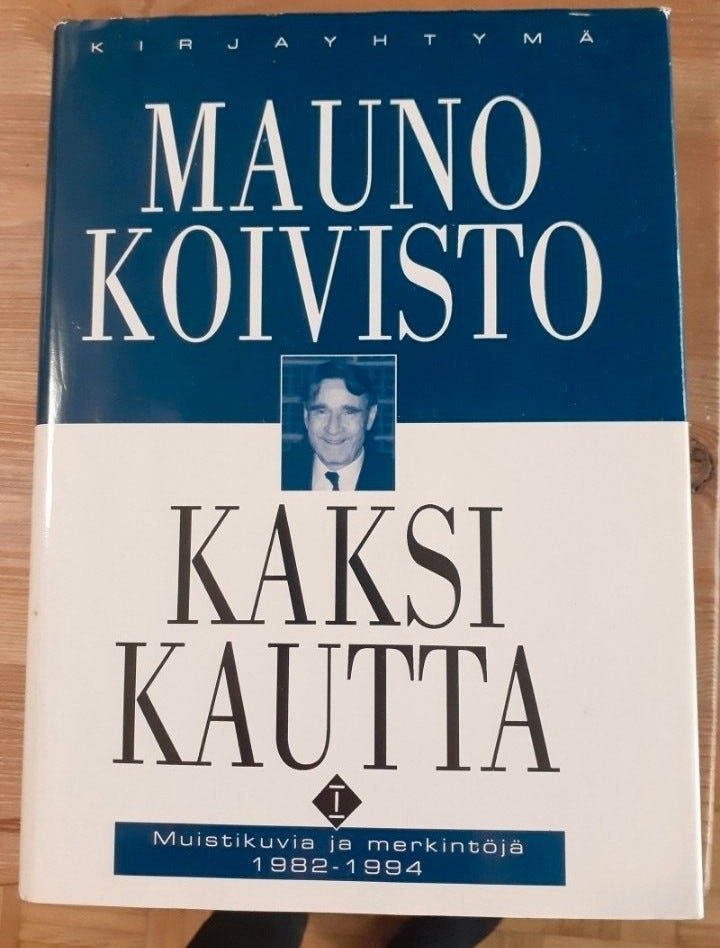 KIRJAYHTYMÄ
MAUNO
KOIVISTO
KAKSI
KAUTTA
I
Muistikuvia ja merkintöjä
1982-1994